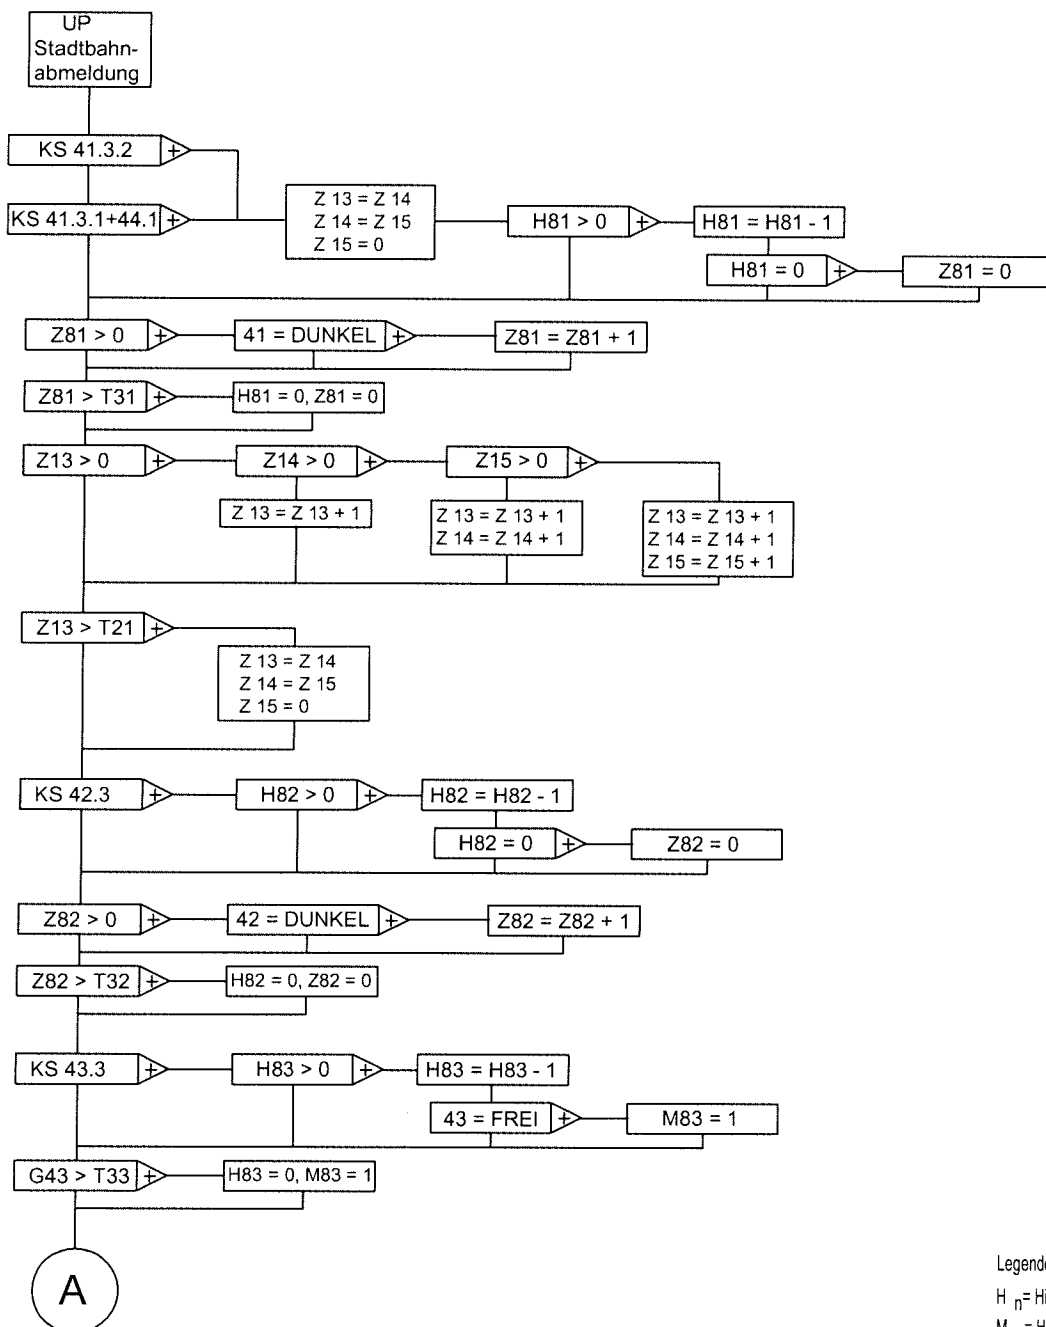 UP
Stadtbahn-
abmeldung
KS 41.3.2 +
KS 41.3.1+44.1 +
Z 13 = Z 14
Z 14 = Z 15
Z 15 = 0
H81 > 0 +
H81 = H81 - 1
H81 = 0 +
Z81 = 0
Z81 > 0 +
41 = DUNKEL +
Z81 = Z81 + 1
Z81 > T31 +
H81 = 0, Z81 = 0
Z13 > 0 +
Z14 > 0 +
Z15 > 0 +
Z 13 = Z 13 + 1
Z 13 = Z 13 + 1
Z 14 = Z 14 + 1
Z 13 = Z 13 + 1
Z 14 = Z 14 + 1
Z 15 = Z 15 + 1
Z13 > T21 +
Z 13 = Z 14
Z 14 = Z 15
Z 15 = 0
KS 42.3 +
H82 > 0 +
H82 = H82 - 1
H82 = 0 +
Z82 = 0
Z82 > 0 +
42 = DUNKEL +
Z82 = Z82 + 1
Z82 > T32 +
H82 = 0, Z82 = 0
KS 43.3 +
H83 > 0 +
H83 = H83 - 1
43 = FREI +
M83 = 1
G43 > T33 +
H83 = 0, M83 = 1
A
Legende
H n = Hi